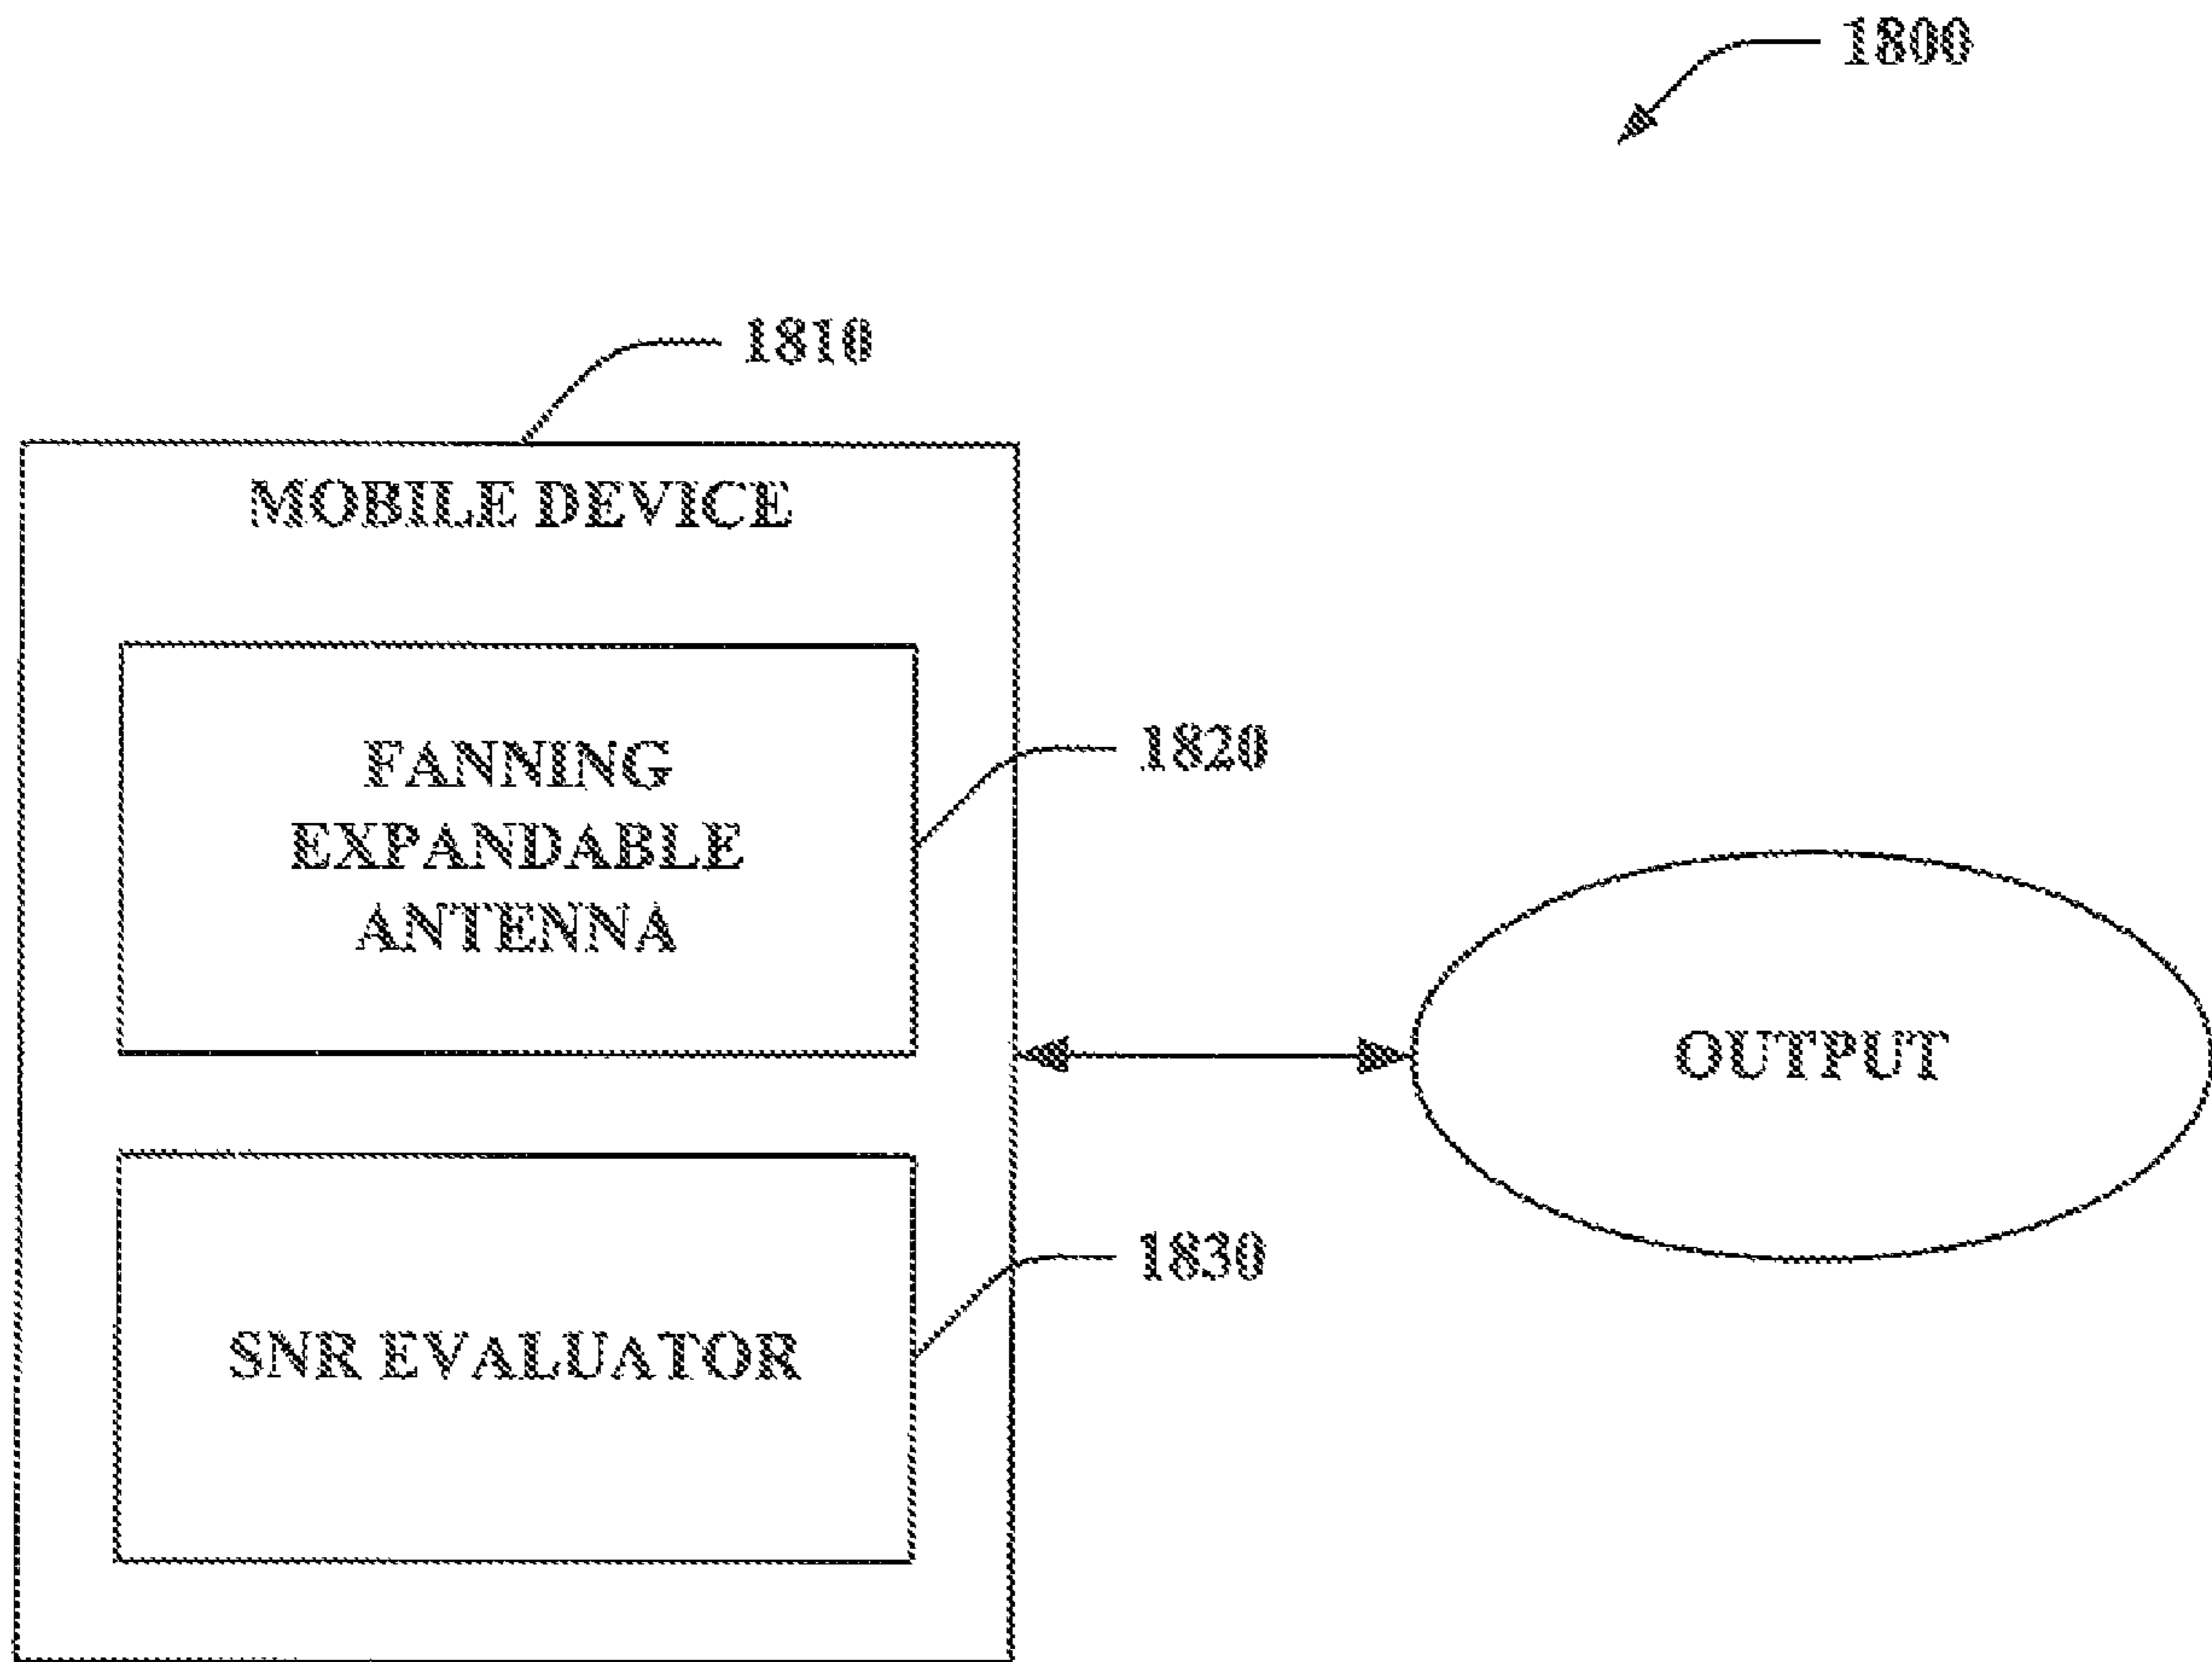 1800
1810
MOBILE DEVICE
FANNING
EXPANDABLE
ANTENNA
1820
OUTPUT
1830
SNR EVALUATOR